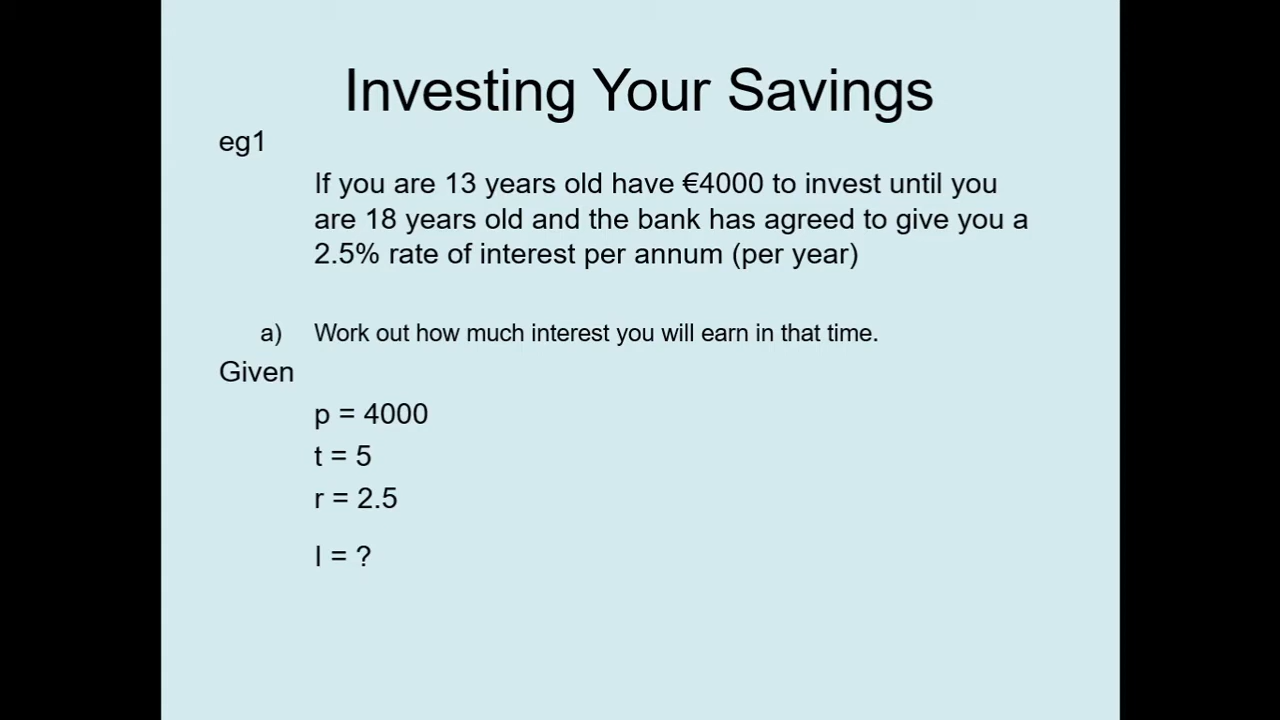 Investing Your Savings
eg1
If you are 13 years old have €4000 to invest until you
are 18 years old and the bank has agreed to give you a
2.5% rate of interest per annum (per year)
a) Work out how much interest you will earn in that time.
Given
p = 4000
t = 5
r = 2.5
I = ?